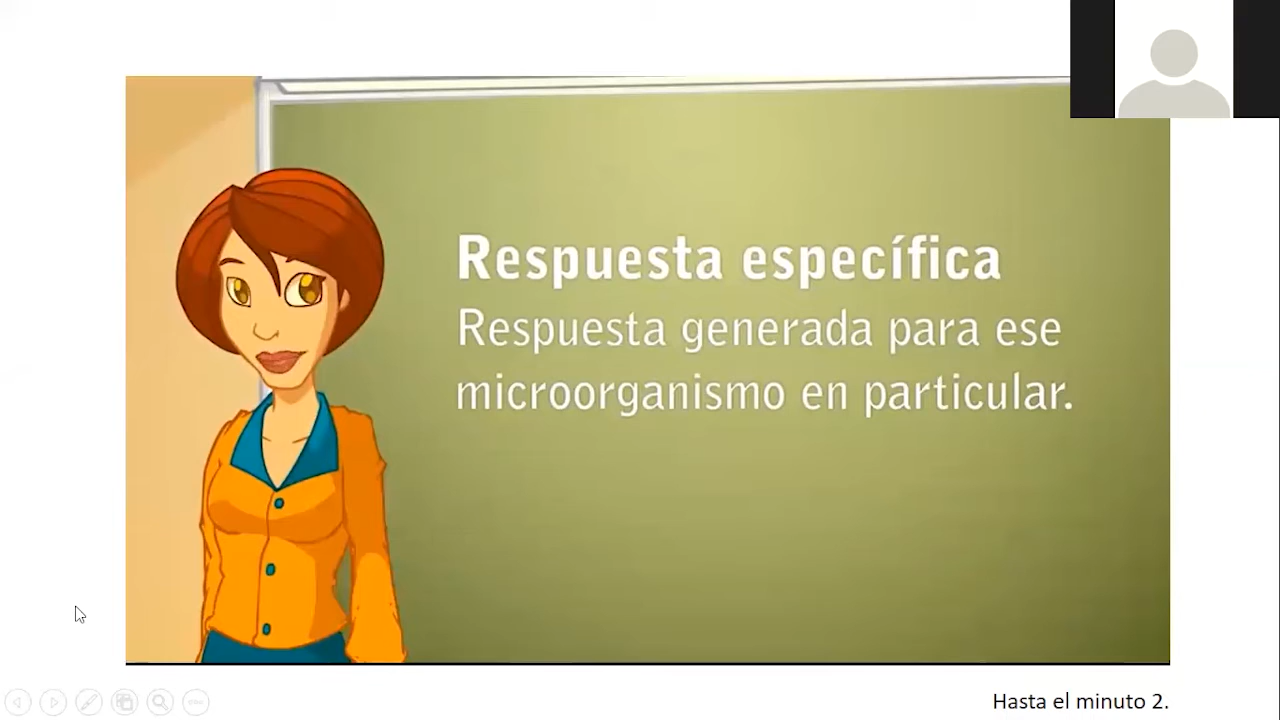 Respuesta específica
Respuesta generada para ese
microorganismo en particular.
Hasta el minuto 2.